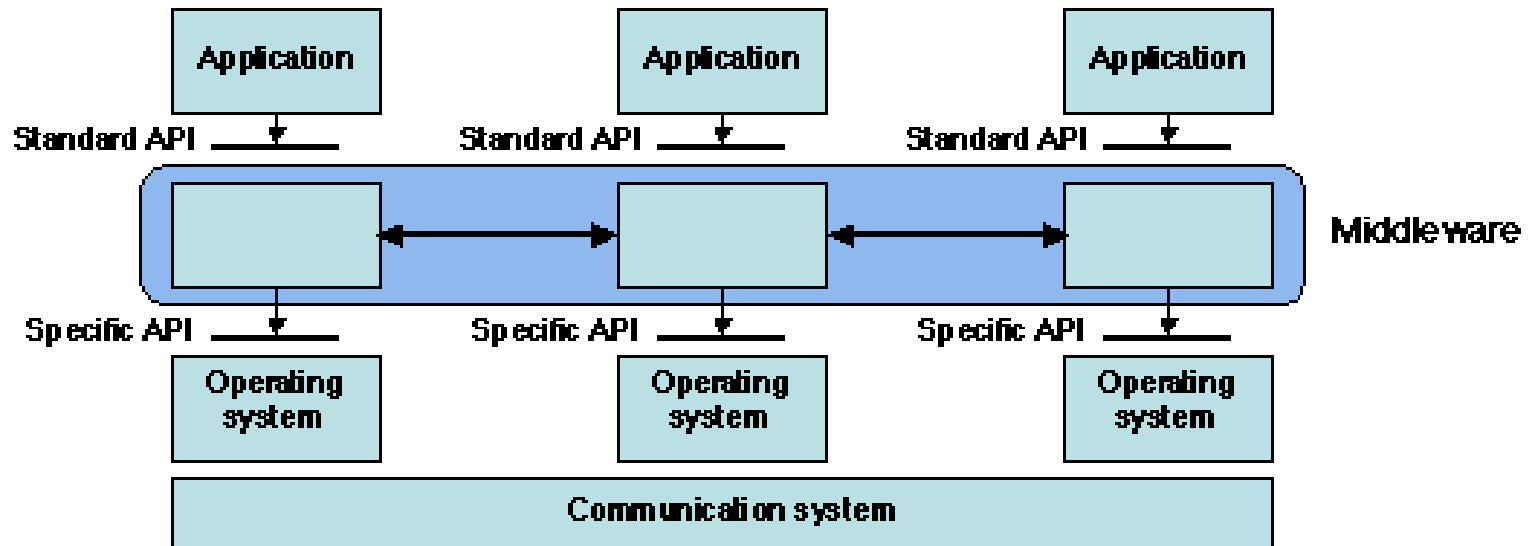 Application
Application
Application
Standard API
Standard API
Standard API
Middleware
Specific API
Specific API
Specific API
Operating
system
Operating
system
Operating
system
Communication system